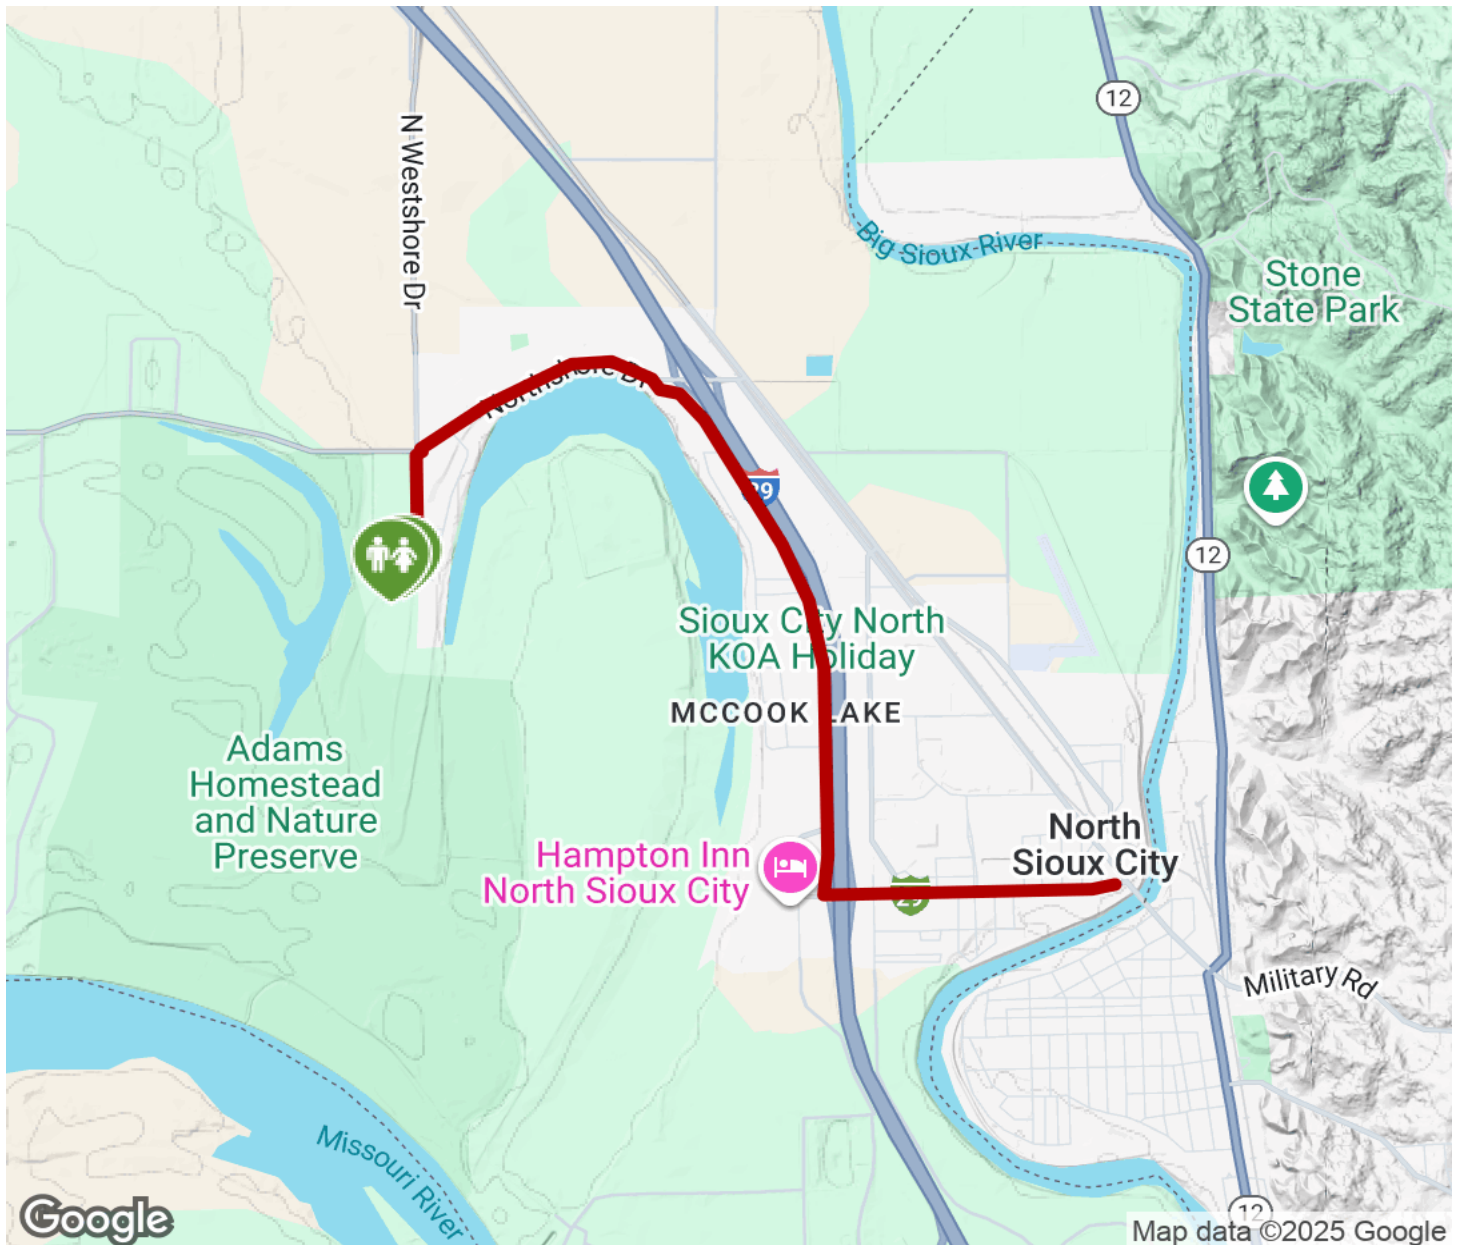 12
N Westshore Dr
Big Sioux River
Stone
State Park
Northshore Dr
29
12
Sioux City North
KOA Holiday
MCCOOK LAKE
Adams
Homestead
and Nature
Preserve
North
Sioux City
Hampton Inn
North Sioux City
29
Military Rd
Missouri River
12
Google
Map data ©2025 Google